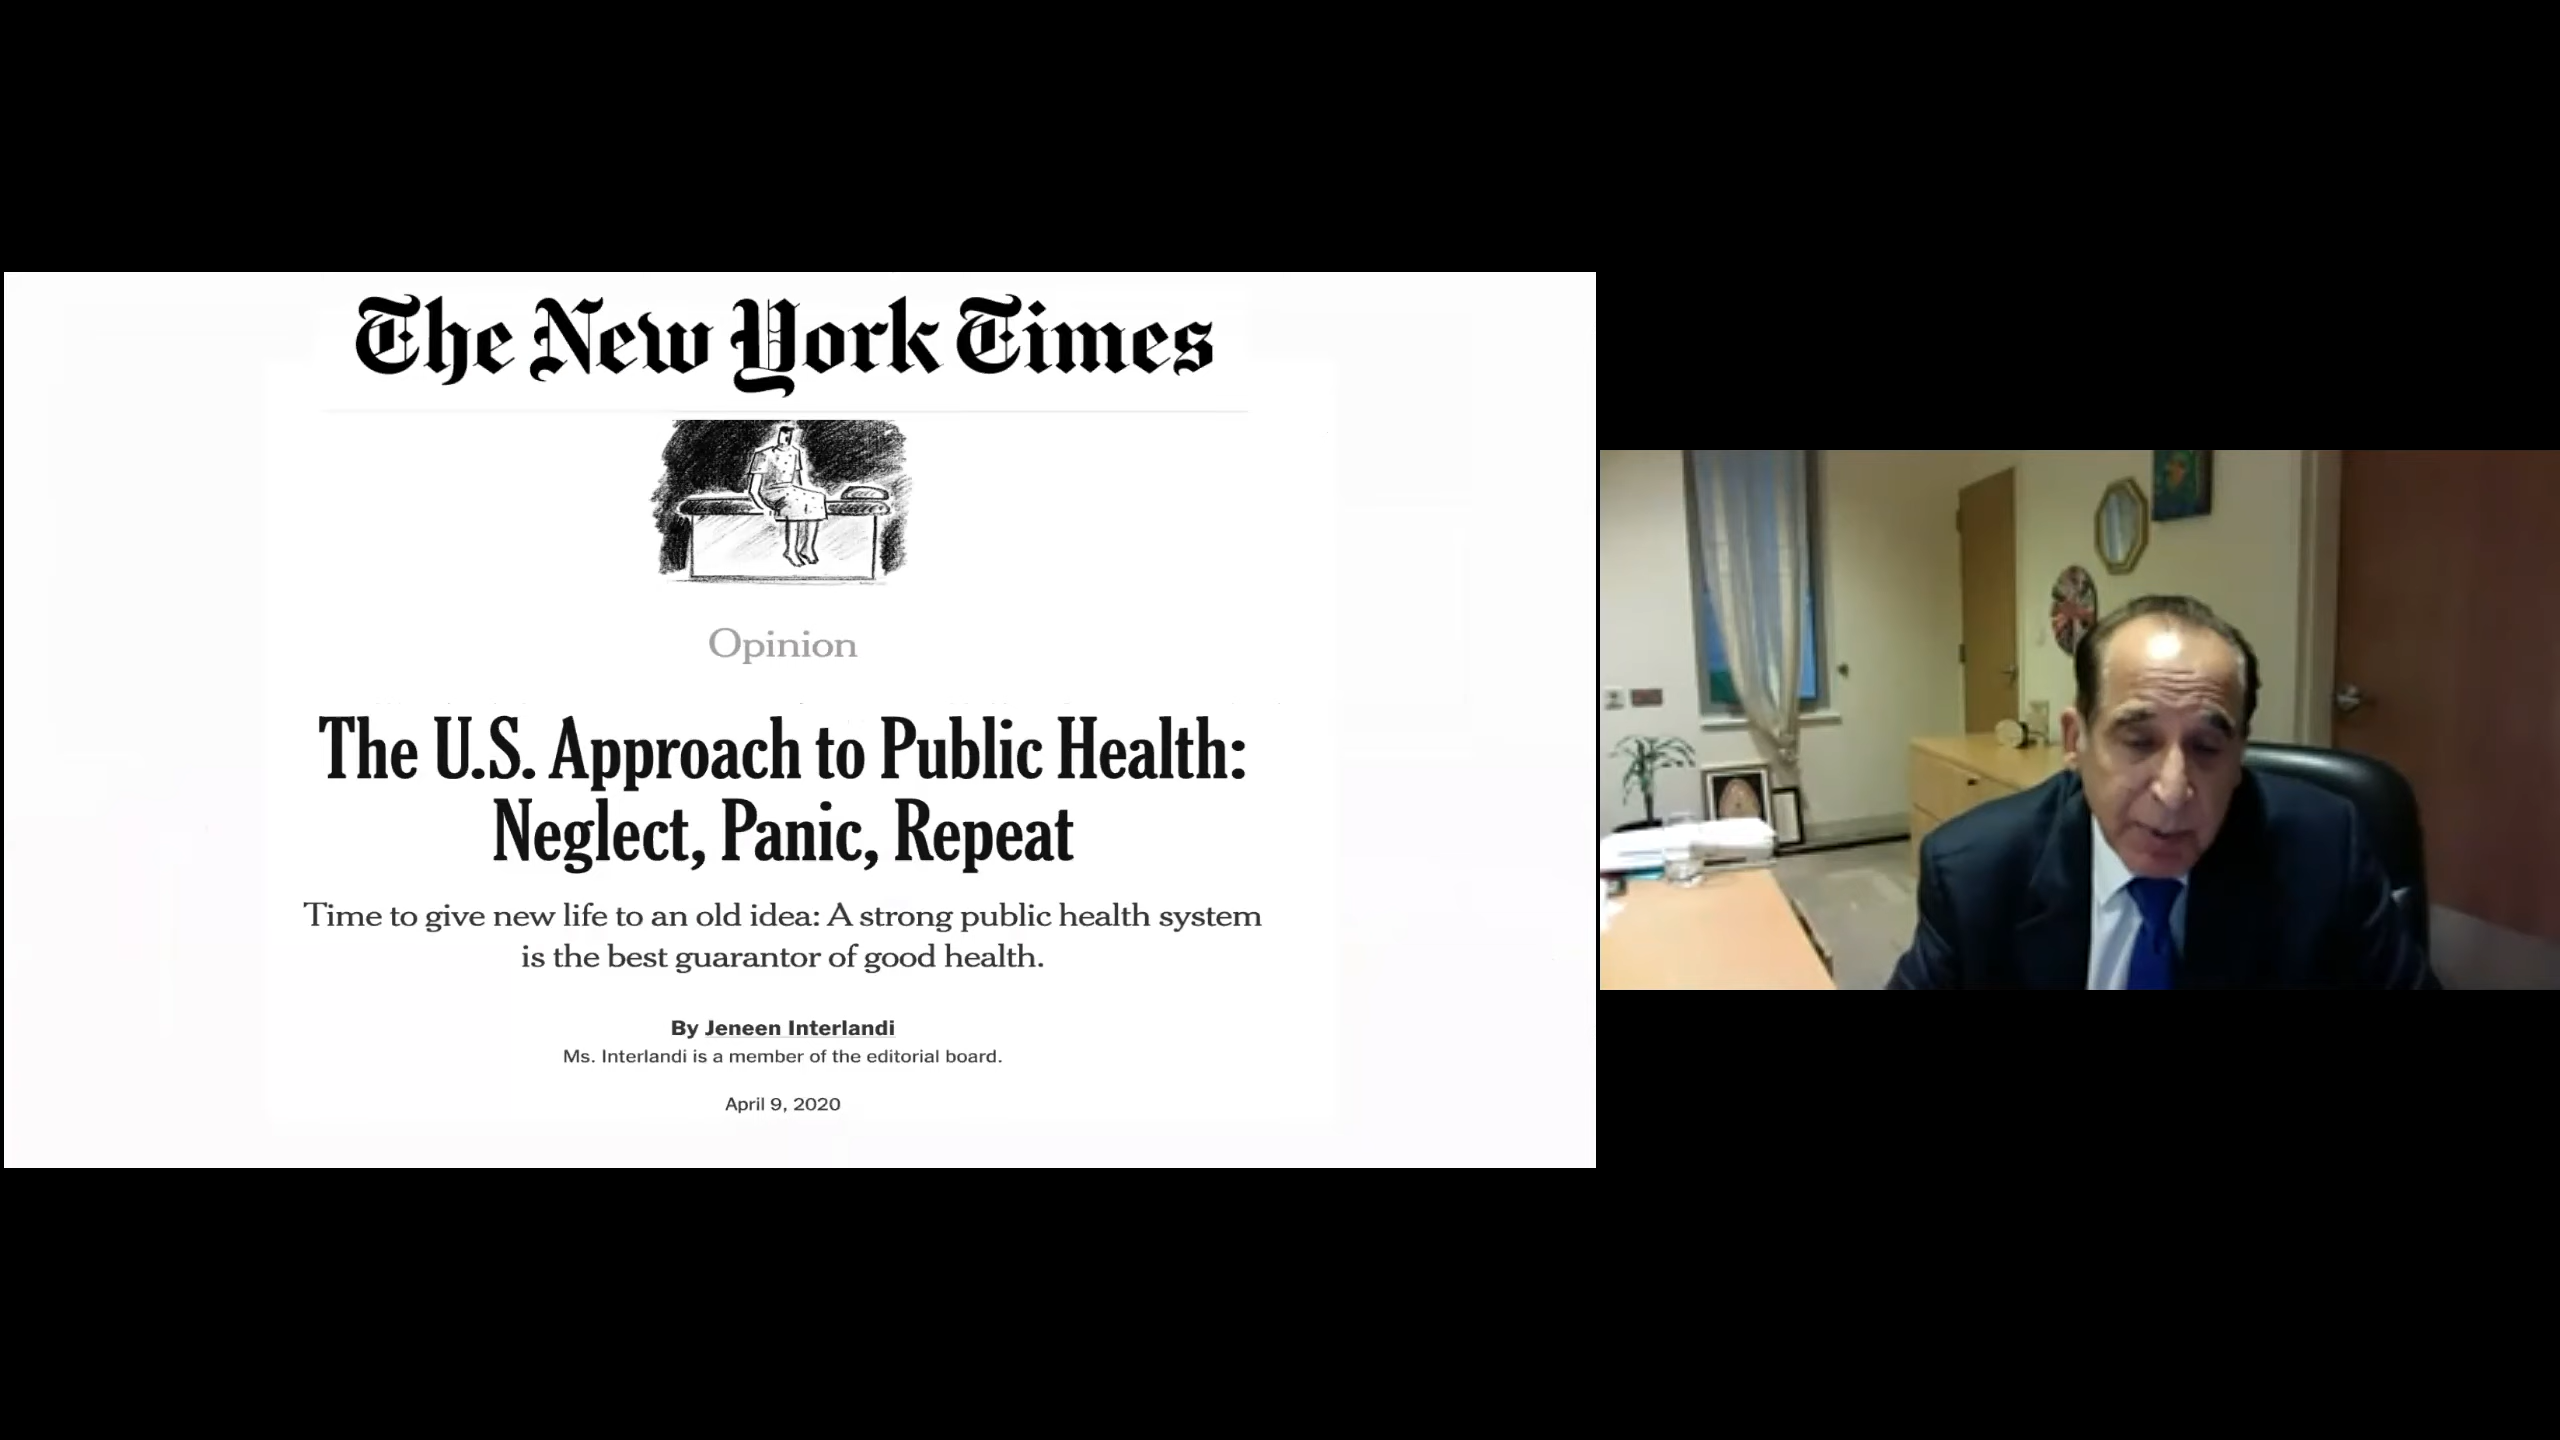 The New York Times
Opinion
The U.S. Approach to Public Health:
Neglect, Panic, Repeat
Time to give new life to an old idea: A strong public health system
is the best guarantor of good health.
By Jeneen Interlandi
Ms. Interlandi is a member of the editorial board.
April 9, 2020